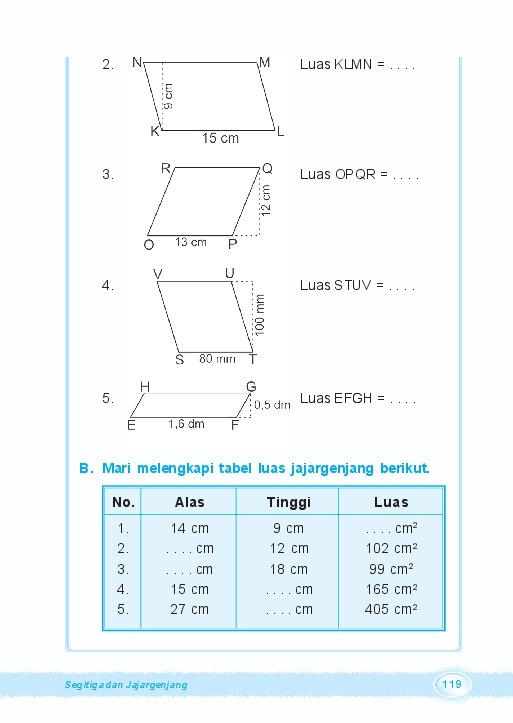 2. N M Luas KLMN = . . . .
9 cm
K 15 cm L
3. R Q Luas OPQR = . . . .
12 cm
O 13 cm P
4. V U Luas STUV = . . . .
100 mm
S 80 mm T
5. H G Luas EFGH = . . . .
0,5 dm
E 1,6 dm F
B. Mari melengkapi tabel luas jajargenjang berikut.
No. Alas Tinggi Luas
1. 14 cm 9 cm . . . . cm²
2. . . . . cm 12 cm 102 cm²
3. . . . . cm 18 cm 99 cm²
4. 15 cm . . . . cm 165 cm²
5. 27 cm . . . . cm 405 cm²
Segitiga dan Jajargenjang 119